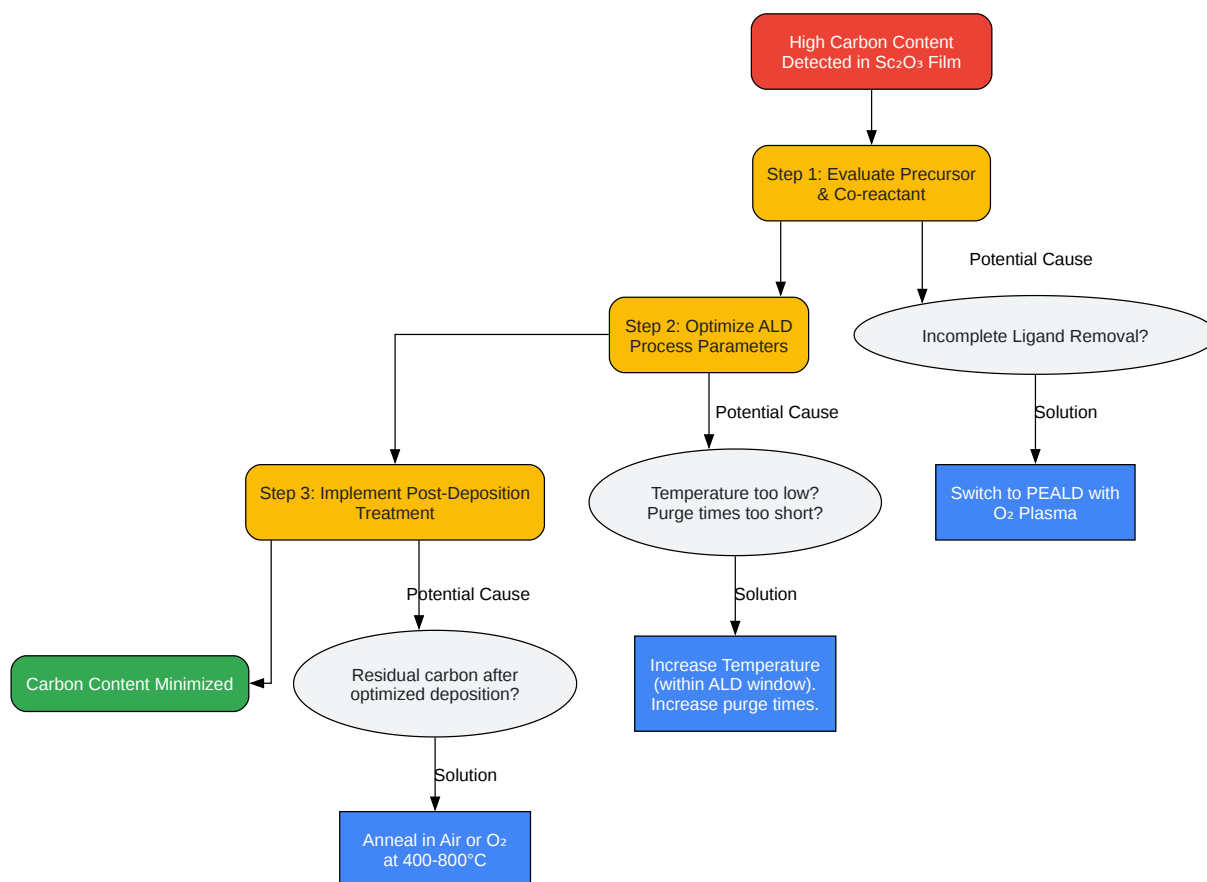 High Carbon Content
Detected in Sc₂O₃ Film
Step 1: Evaluate Precursor
& Co-reactant
Potential Cause
Incomplete Ligand Removal?
Solution
Switch to PEALD with
O₂ Plasma
Step 2: Optimize ALD
Process Parameters
Potential Cause
Temperature too low?
Purge times too short?
Solution
Increase Temperature
(within ALD window).
Increase purge times.
Step 3: Implement Post-Deposition
Treatment
Potential Cause
Residual carbon after
optimized deposition?
Solution
Anneal in Air or O₂
at 400-800°C
Carbon Content Minimized